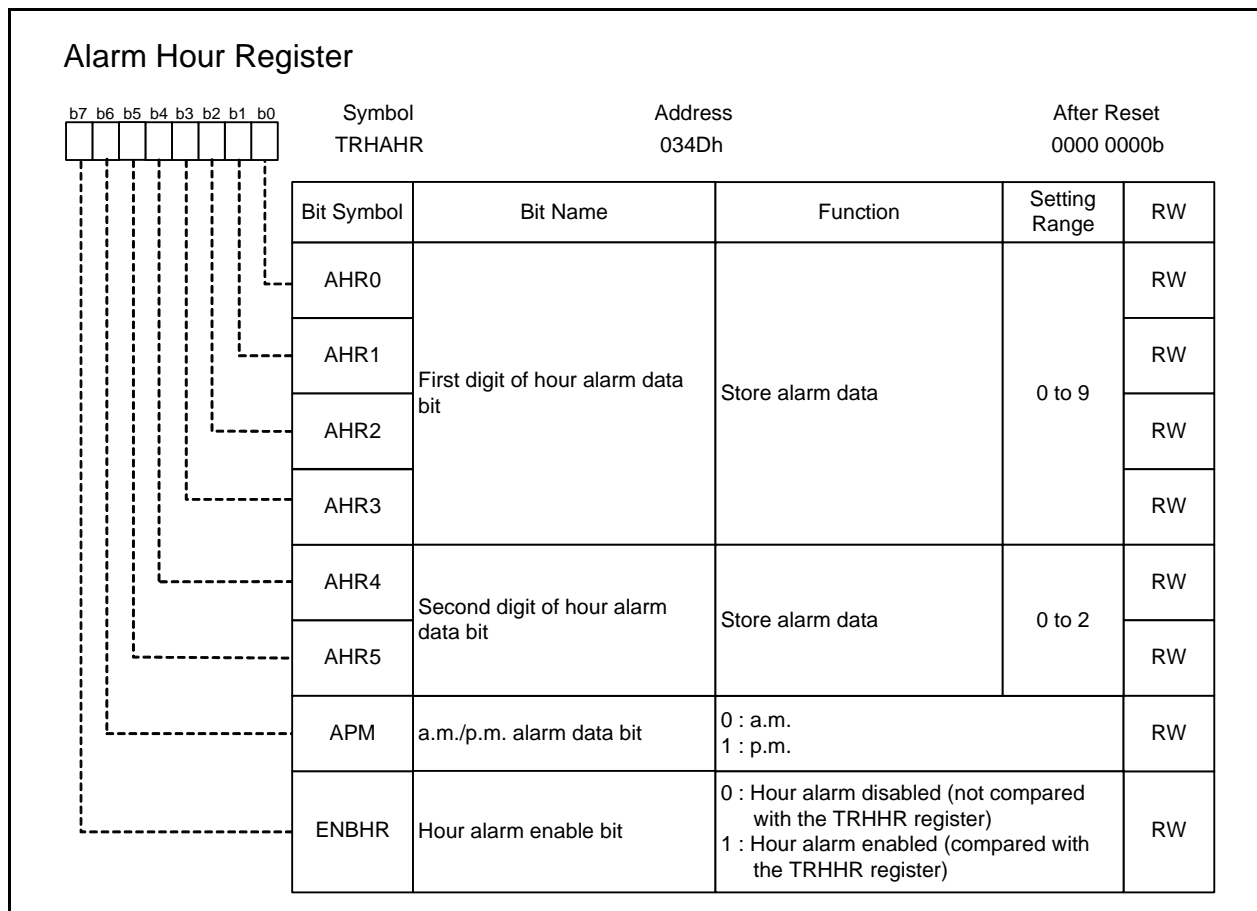 Alarm Hour Register
b7 b6 b5 b4 b3 b2 b1 b0
Symbol Address After Reset
TRHAHR 034Dh 0000 0000b
Bit Symbol Bit Name Function Setting Range RW
AHR0 RW
AHR1 RW
First digit of hour alarm data
bit
Store alarm data 0 to 9
AHR2 RW
AHR3 RW
AHR4 RW
Second digit of hour alarm
data bit
Store alarm data 0 to 2
AHR5 RW
APM a.m./p.m. alarm data bit 0 : a.m.
1 : p.m.
RW
ENBHR Hour alarm enable bit 0 : Hour alarm disabled (not compared
with the TRHHR register)
1 : Hour alarm enabled (compared with
the TRHHR register)
RW